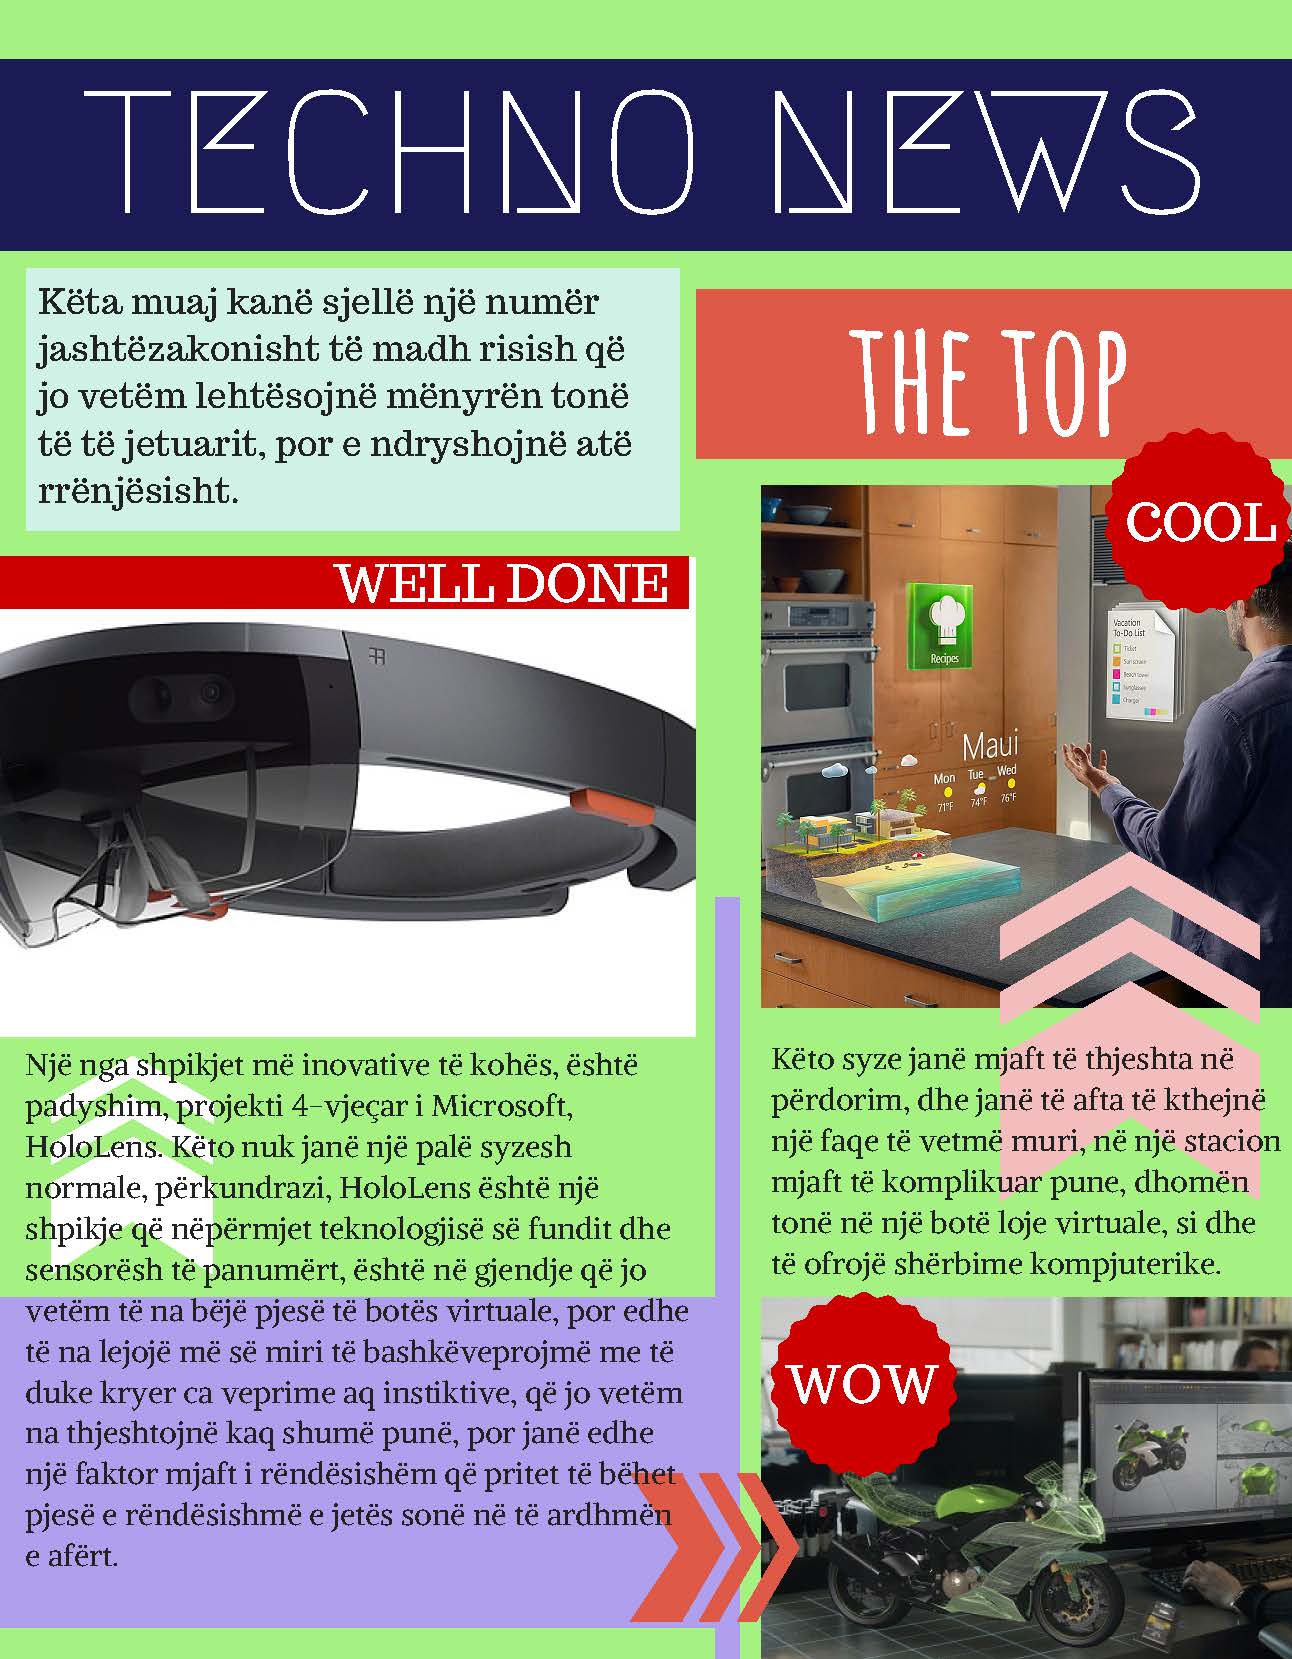 TECHNO NEWS
Këta muaj kanë sjellë një numër
jashtëzakonisht të madh risish që
jo vetëm lehtësojnë mënyrën tonë
të të jetuarit, por e ndryshojnë atë
rrënjësisht.
THE TOP
WELL DONE
COOL
Recipes
Vacation
To-Do List
Ticket
Sunscreen
Beach towel
Sunglasses
Charger
Maui
Mon Tue Wed
71°F 74°F 76°F
Një nga shpikjet më inovative të kohës, është
padyshim, projekti 4-vjeçar i Microsoft,
HoloLens. Këto nuk janë një palë syzesh
normale, përkundrazi, HoloLens është një
shpikje që nëpërmjet teknologjisë së fundit dhe
sensorësh të panumërt, është në gjendje që jo
vetëm të na bëjë pjesë të botës virtuale, por edhe
të na lejojë më së miri të bashkëveprojmë me të
duke kryer ca veprime aq instiktive, që jo vetëm
na thjeshtojnë kaq shumë punë, por janë edhe
një faktor mjaft i rëndësishëm që pritet të bëhet
pjesë e rëndësishmë e jetës sonë në të ardhmën
e afërt.
Këto syze janë mjaft të thjeshta në
përdorim, dhe janë të afta të kthejnë
një faqe të vetmë muri, në një stacion
mjaft të komplikuar pune, dhomën
tonë në një botë loje virtuale, si dhe
të ofrojë shërbime kompjuterike.
WOW